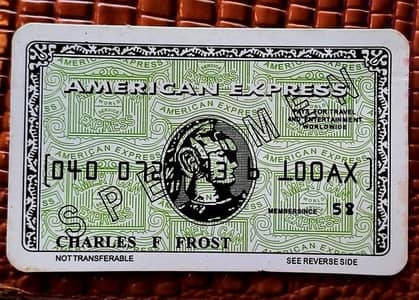 AMERICAN EXPRESS
FOR TRAVEL
AND ENTERTAINMENT
WORLDWIDE
SPECIMEN
MEMBER SINCE 58
CHARLES F FROST
NOT TRANSFERABLE
SEE REVERSE SIDE